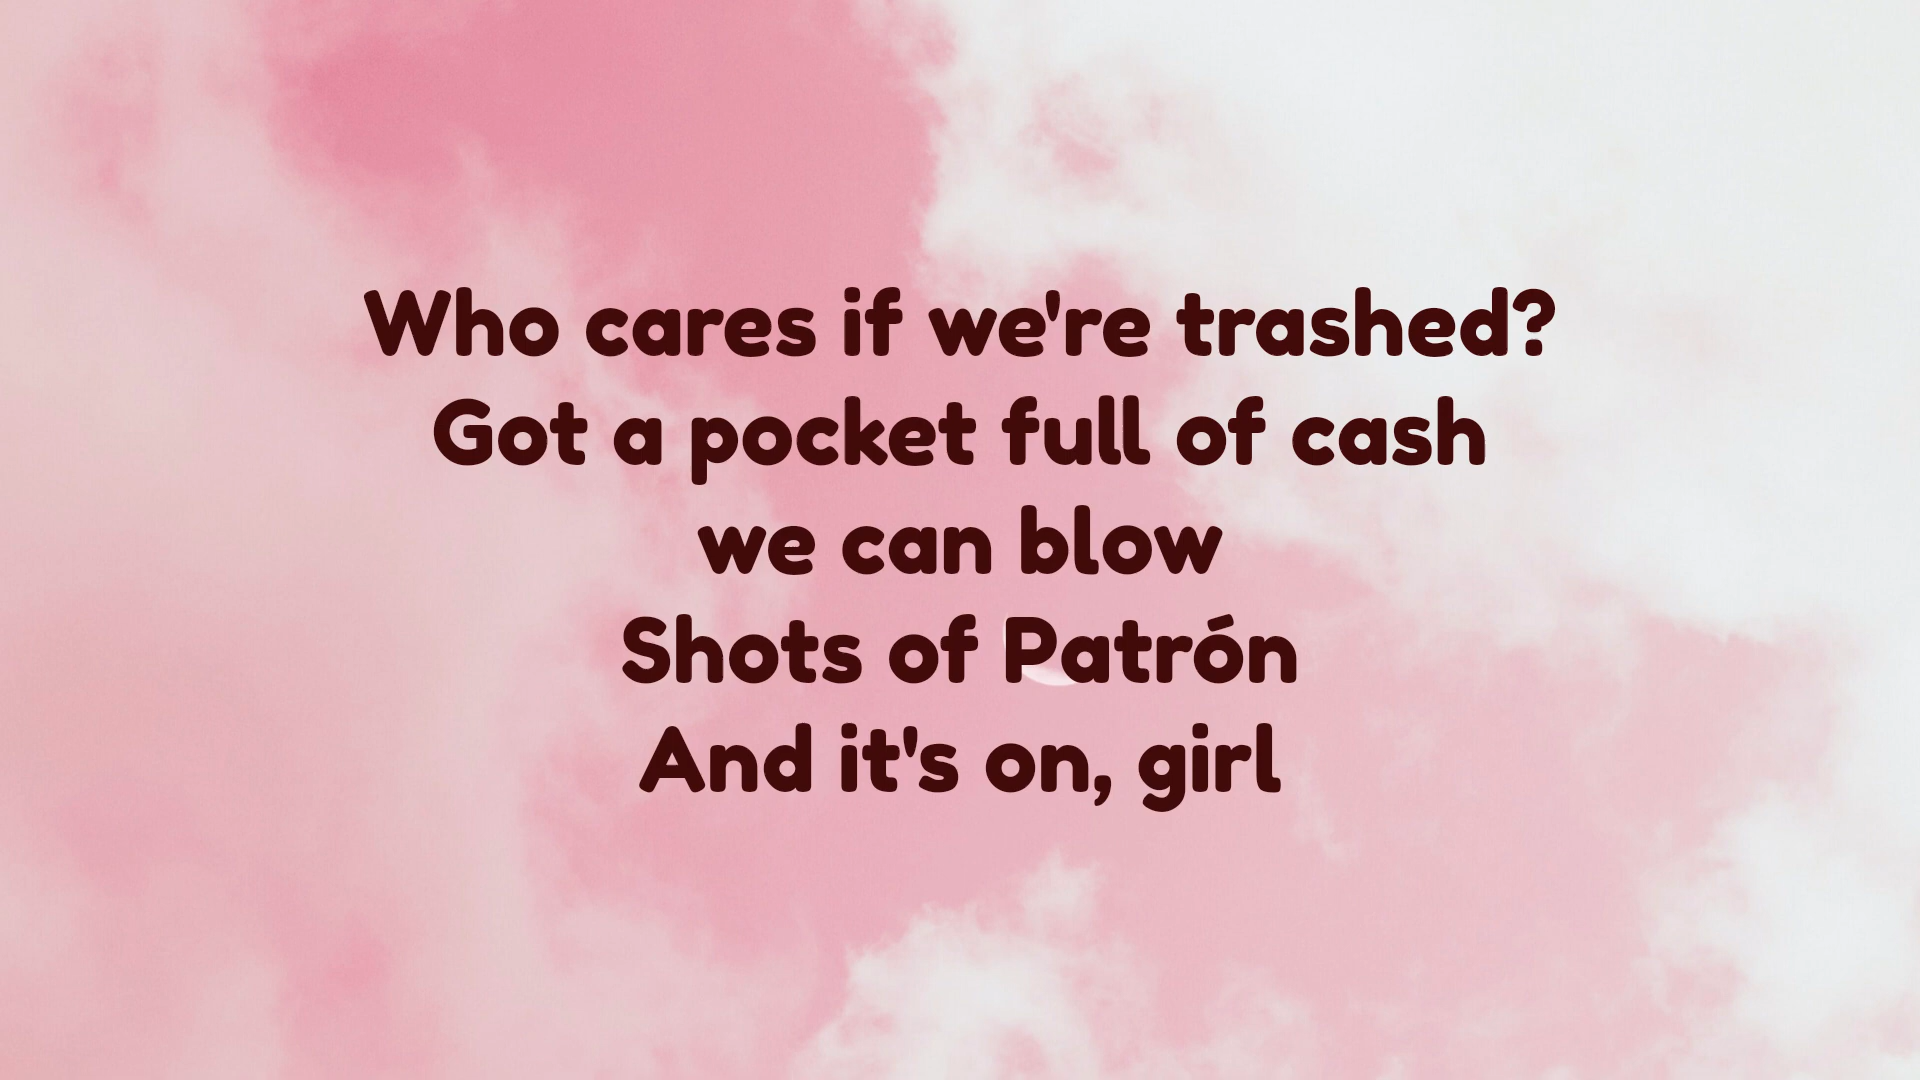 Who cares if we're trashed?
Got a pocket full of cash
we can blow
Shots of Patrón
And it's on, girl